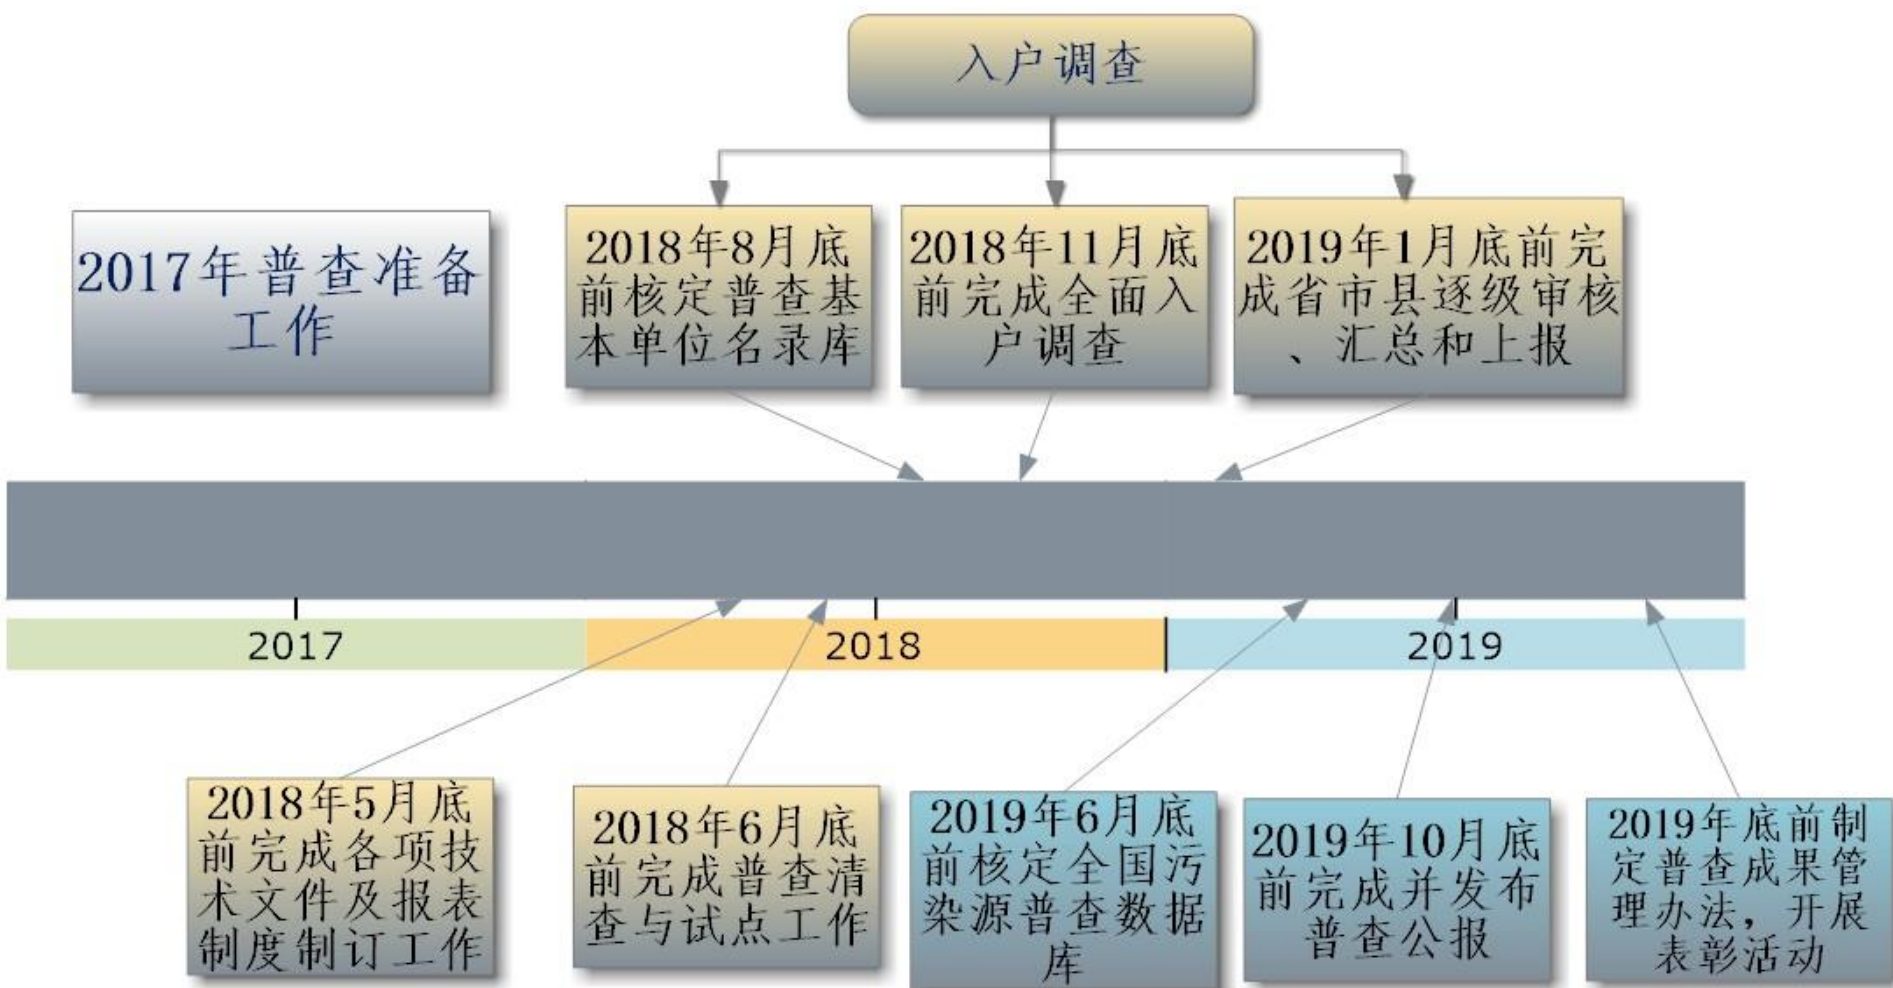 入户调查
2017年普查准备
工作
2018年8月底
前核定普查基
本单位名录库
2018年11月底
前完成全面入
户调查
2019年1月底前完
成省市县逐级审核
、汇总和上报
2017
2018
2019
2018年5月底
前完成各项技
术文件及报表
制度制订工作
2018年6月底
前完成普查清
查与试点工作
2019年6月底
前核定全国污
染源普查数据
库
2019年10月底
前完成并发布
普查公报
2019年底前制
定普查成果管
理办法，开展
表彰活动